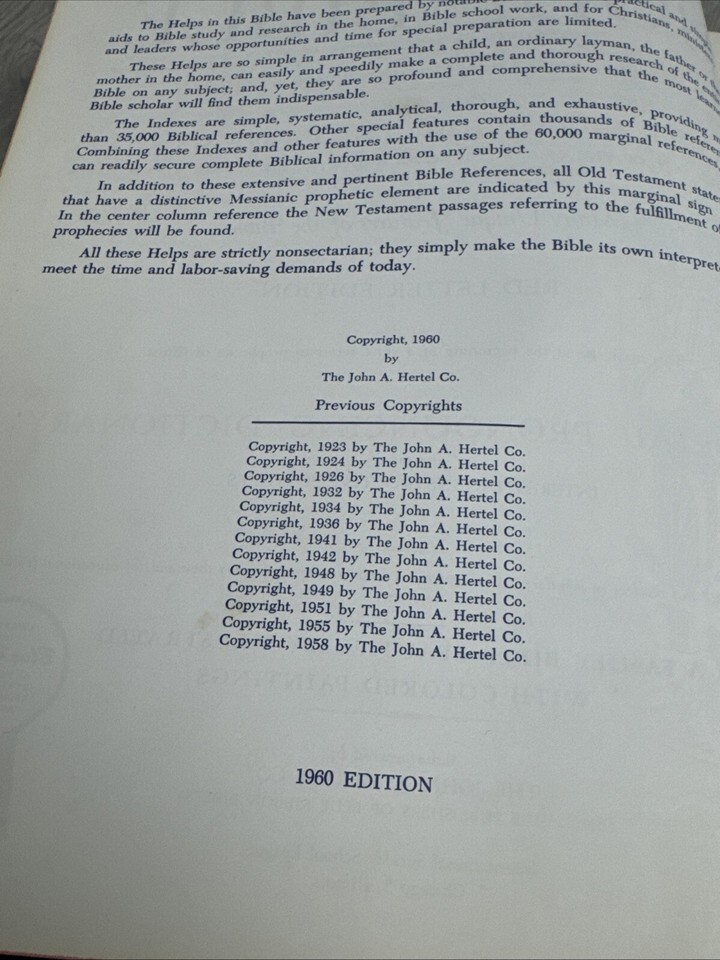 The Helps in this Bible have been prepared by
aids to Bible study and research in the home, in Bible school work, and for Christians,
and leaders whose opportunities and time for special preparation are limited.
These Helps are so simple in arrangement that a child, an ordinary layman, the father or
mother in the home, can easily and speedily make a complete and thorough research of the
Bible on any subject; and, yet, they are so profound and comprehensive that the most
Bible scholar will find them indispensable.
The Indexes are simple, systematic, analytical, thorough, and exhaustive, providing
than 35,000 Biblical references. Other special features contain thousands of Bible
Combining these Indexes and other features with the use of the 60,000 marginal references,
can readily secure complete Biblical information on any subject.
In addition to these extensive and pertinent Bible References, all Old Testament
that have a distinctive Messianic prophetic element are indicated by this marginal sign
In the center column reference the New Testament passages referring to the fulfillment of
prophecies will be found.
All these Helps are strictly nonsectarian; they simply make the Bible its own
meet the time and labor-saving demands of today.
Copyright, 1960
by
The John A. Hertel Co.
Previous Copyrights
Copyright, 1923 by The John A. Hertel Co.
Copyright, 1924 by The John A. Hertel Co.
Copyright, 1926 by The John A. Hertel Co.
Copyright, 1932 by The John A. Hertel Co.
Copyright, 1934 by The John A. Hertel Co.
Copyright, 1936 by The John A. Hertel Co.
Copyright, 1941 by The John A. Hertel Co.
Copyright, 1942 by The John A. Hertel Co.
Copyright, 1948 by The John A. Hertel Co.
Copyright, 1949 by The John A. Hertel Co.
Copyright, 1951 by The John A. Hertel Co.
Copyright, 1955 by The John A. Hertel Co.
Copyright, 1958 by The John A. Hertel Co.
1960 EDITION